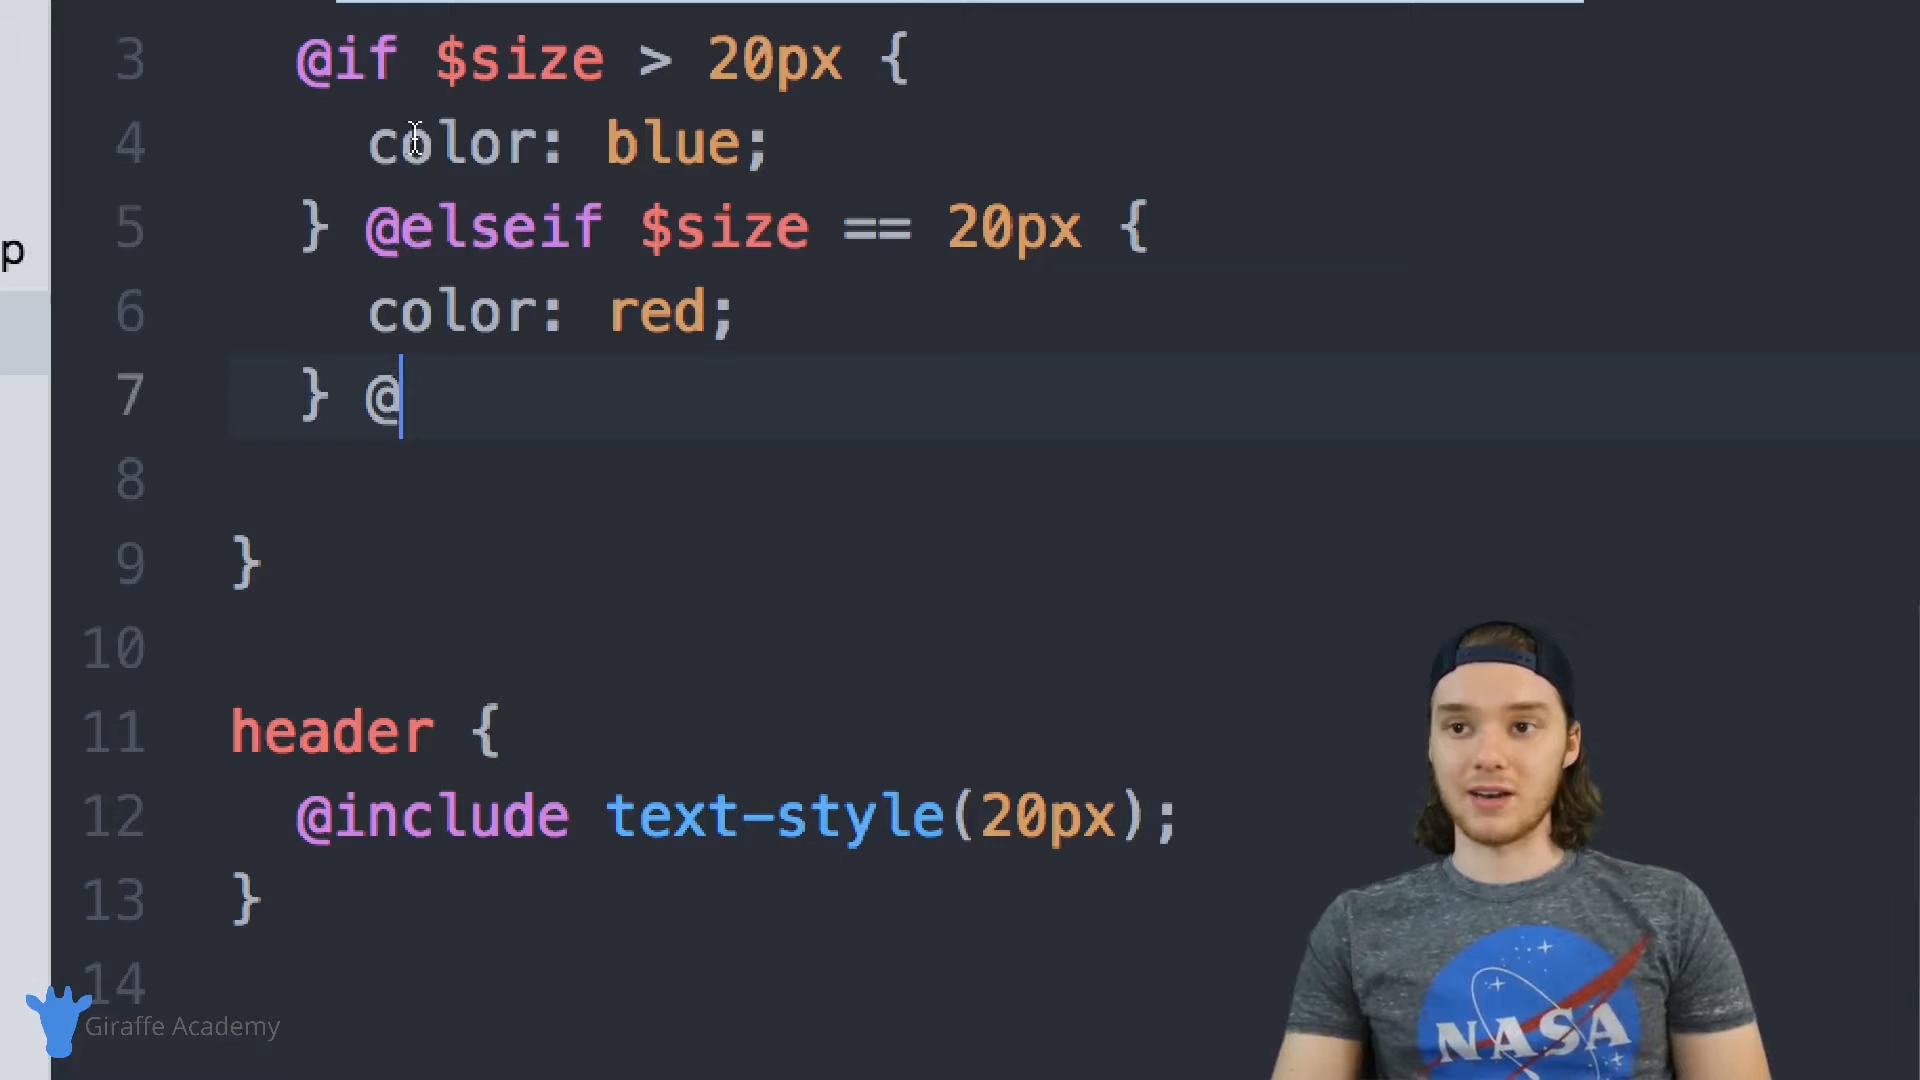 3 @if $size > 20px {
4 color: blue;
5 } @elseif $size == 20px {
p
6 color: red;
7 } @
8
9 }
10
11 header {
12 @include text-style(20px);
13 }
14
Giraffe Academy
NASA